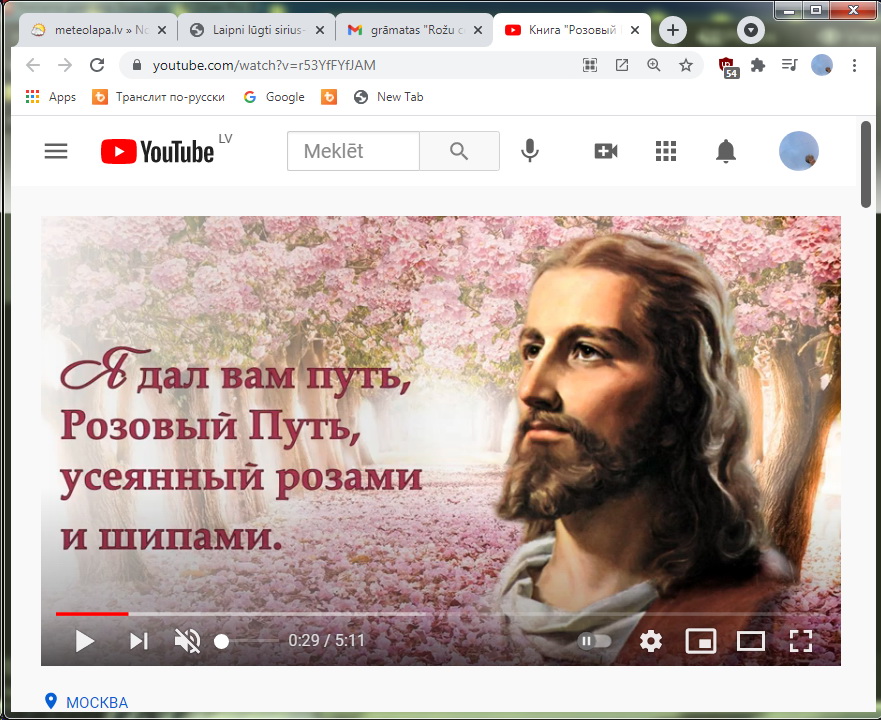 meteolapa.lv » No
Laipni lūgti sirius-
grāmatas "Rožu c
Книга "Розовый
youtube.com/watch?v=r53YfFYfJAM
54
Apps
Транслит по-русски
Google
New Tab
YouTube LV
Meklēt
Я дал вам путь,
Розовый Путь,
усеянный розами
и шипами.
0:29 / 5:11
МОСКВА